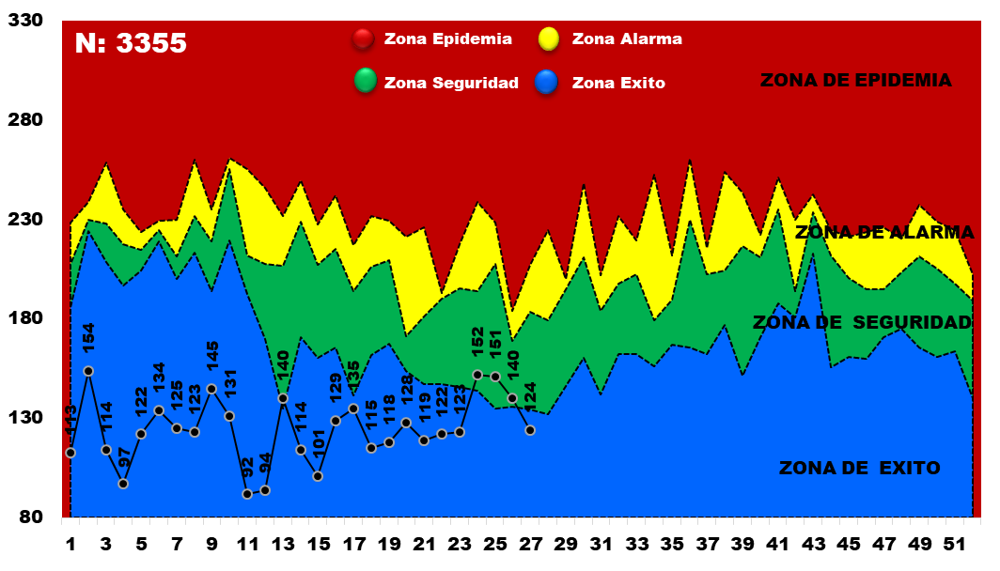 330
280
230
180
130
80
N: 3355
Zona Epidemia
Zona Alarma
Zona Seguridad
Zona Exito
ZONA DE EPIDEMIA
ZONA DE ALARMA
ZONA DE SEGURIDAD
ZONA DE EXITO
113 154 114 97 122 134 125 123 145 131 92 94 140 114 101 129 135 115 118 128 119 122 123 152 151 140 124
1 3 5 7 9 11 13 15 17 19 21 23 25 27 29 31 33 35 37 39 41 43 45 47 49 51